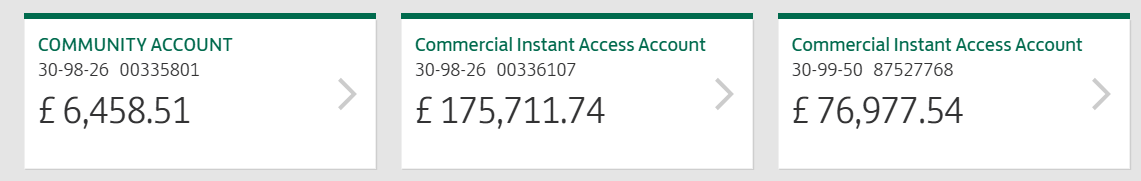 COMMUNITY ACCOUNT
30-98-26 00335801
£ 6,458.51
Commercial Instant Access Account
30-98-26 00336107
£ 175,711.74
Commercial Instant Access Account
30-99-50 87527768
£ 76,977.54